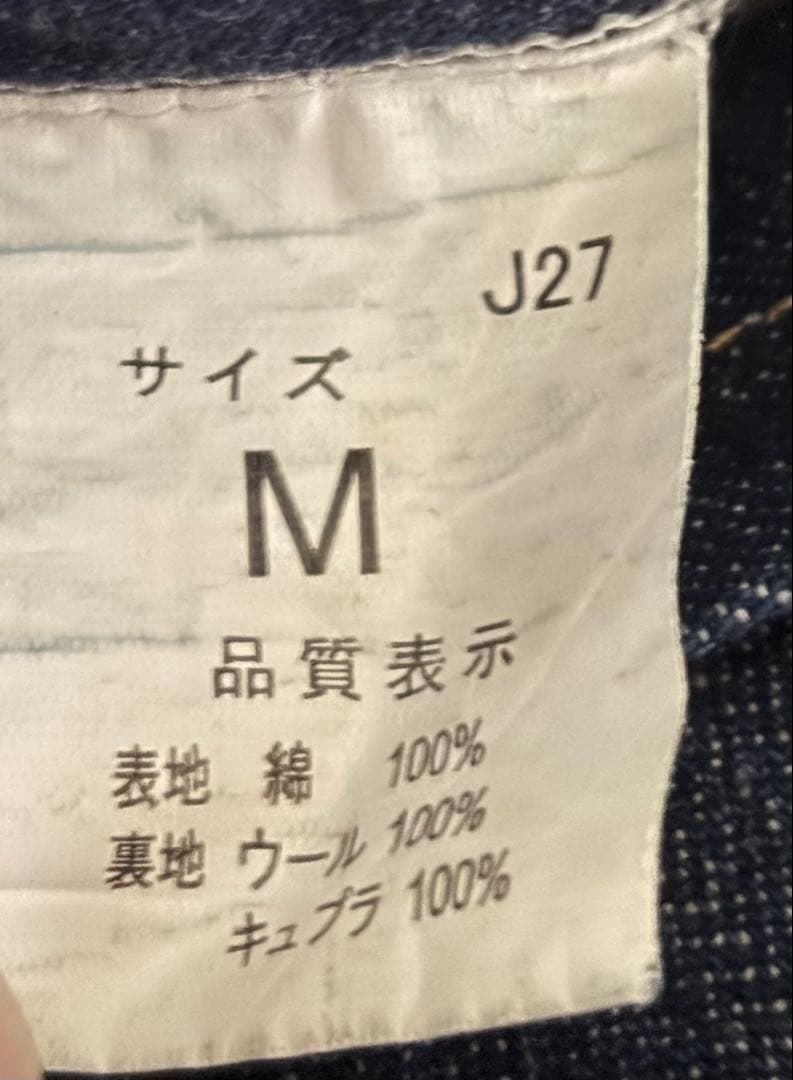 J27
サイズ
M
品質表示
表地 綿 100%
裏地 ウール 100%
キュプラ 100%